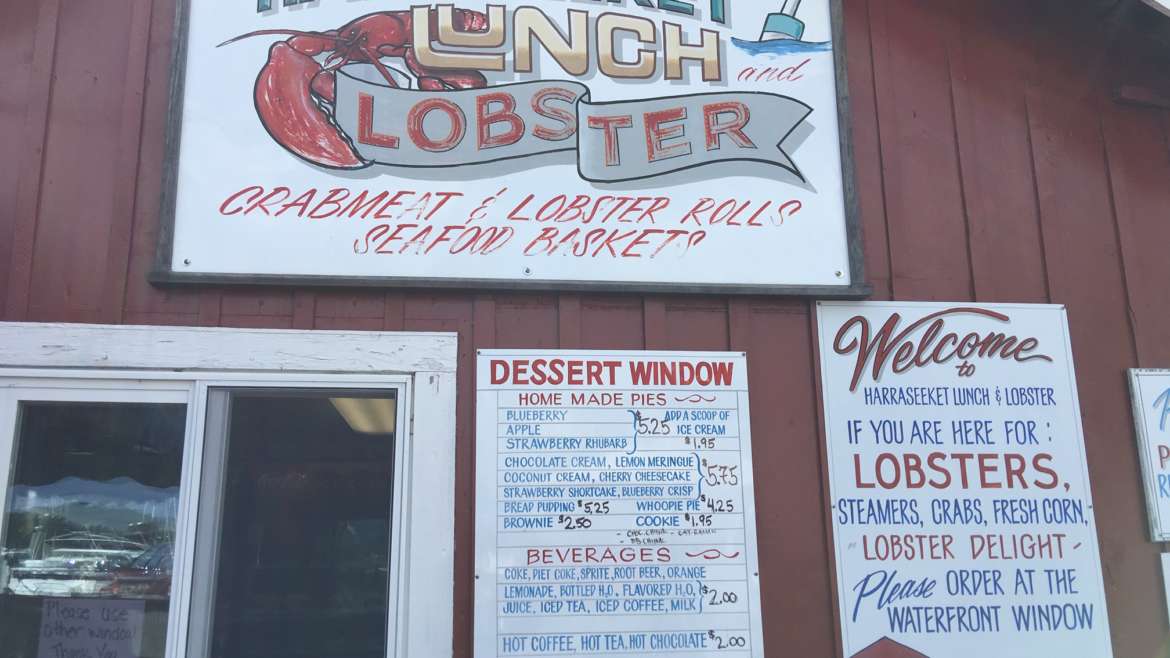 LUNCH
and
LOBSTER
CRABMEAT & LOBSTER ROLLS
SEAFOOD BASKETS
DESSERT WINDOW
HOME MADE PIES
BLUEBERRY
APPLE
STRAWBERRY RHUBARB
5.25
ADD A SCOOP OF
ICE CREAM
$1.95
CHOCOLATE CREAM, LEMON MERINGUE
COCONUT CREAM, CHERRY CHEESECAKE
STRAWBERRY SHORTCAKE, BLUEBERRY CRISP
$5.75
BREAD PUDDING $5.25 WHOOPIE PIE $4.25
BROWNIE $2.50 COOKIE $1.95
BEVERAGES
COKE, DIET COKE, SPRITE, ROOT BEER, ORANGE
LEMONADE, BOTTLED H2O, FLAVORED H2O,
JUICE, ICED TEA, ICED COFFEE, MILK
$2.00
HOT COFFEE, HOT TEA, HOT CHOCOLATE $2.00
Welcome
to
HARRASEEKET LUNCH & LOBSTER
IF YOU ARE HERE FOR :
LOBSTERS,
STEAMERS, CRABS, FRESH CORN,
- LOBSTER DELIGHT -
Please ORDER AT THE
WATERFRONT WINDOW
Please use
other window!
Thank You